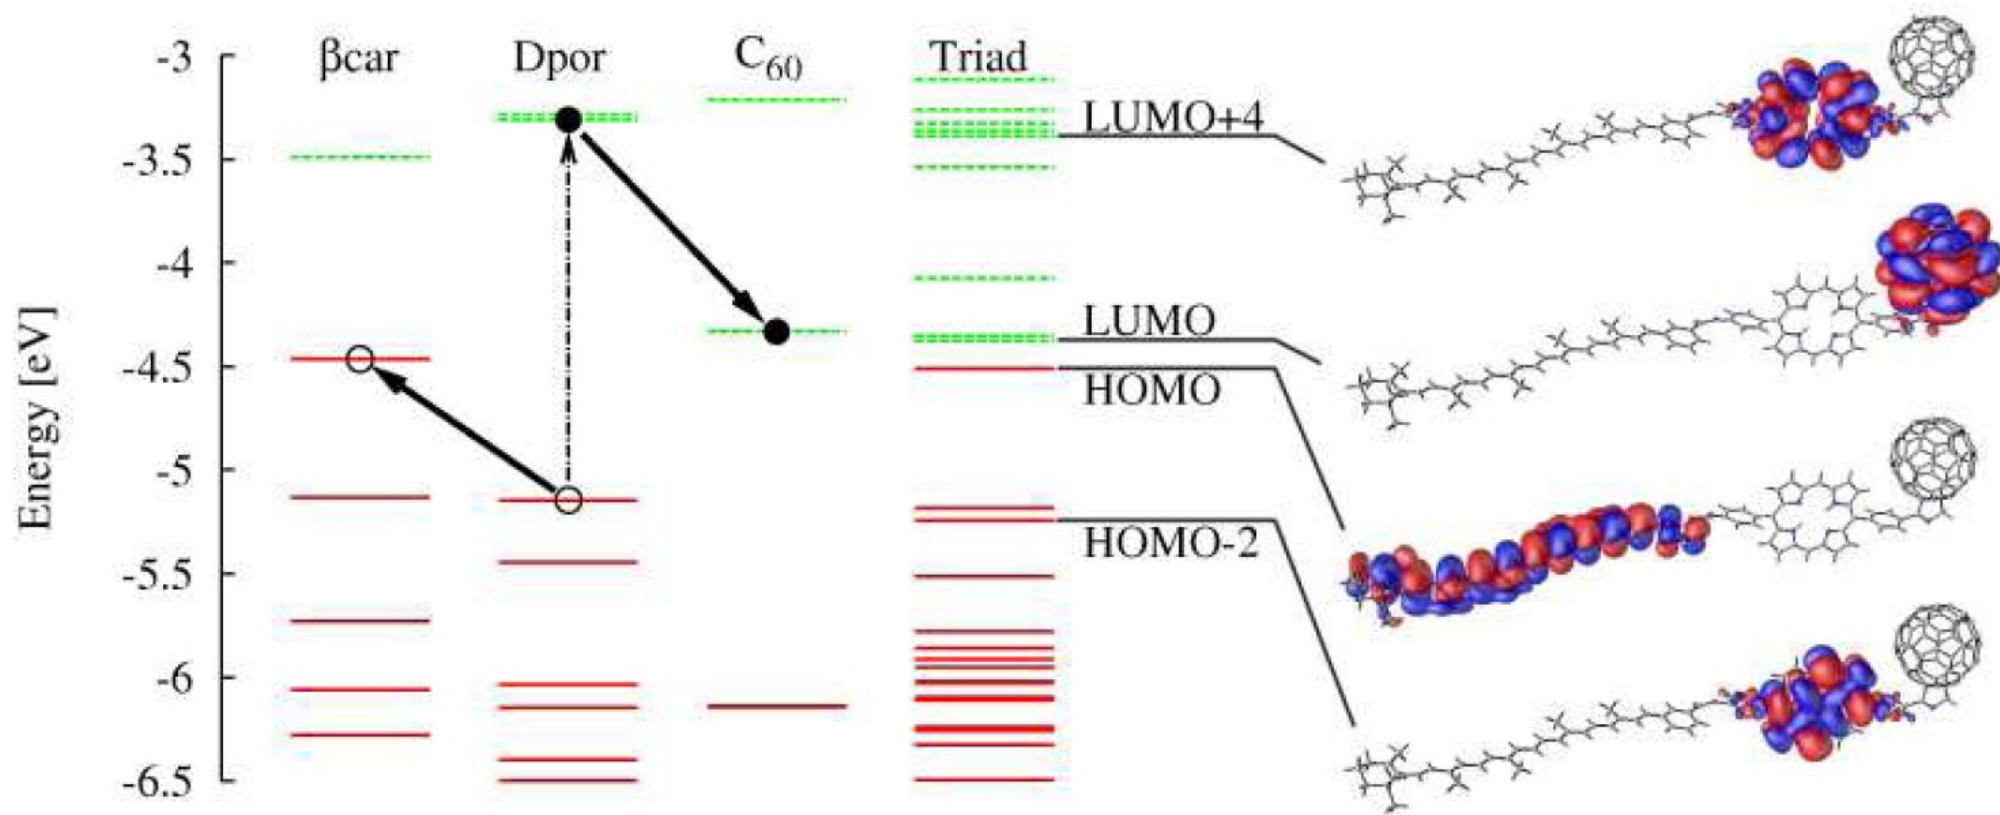 βcar
Dpor
C60
Triad
-3
-3.5
-4
-4.5
-5
-5.5
-6
-6.5
Energy [eV]
LUMO+4
LUMO
HOMO
HOMO-2